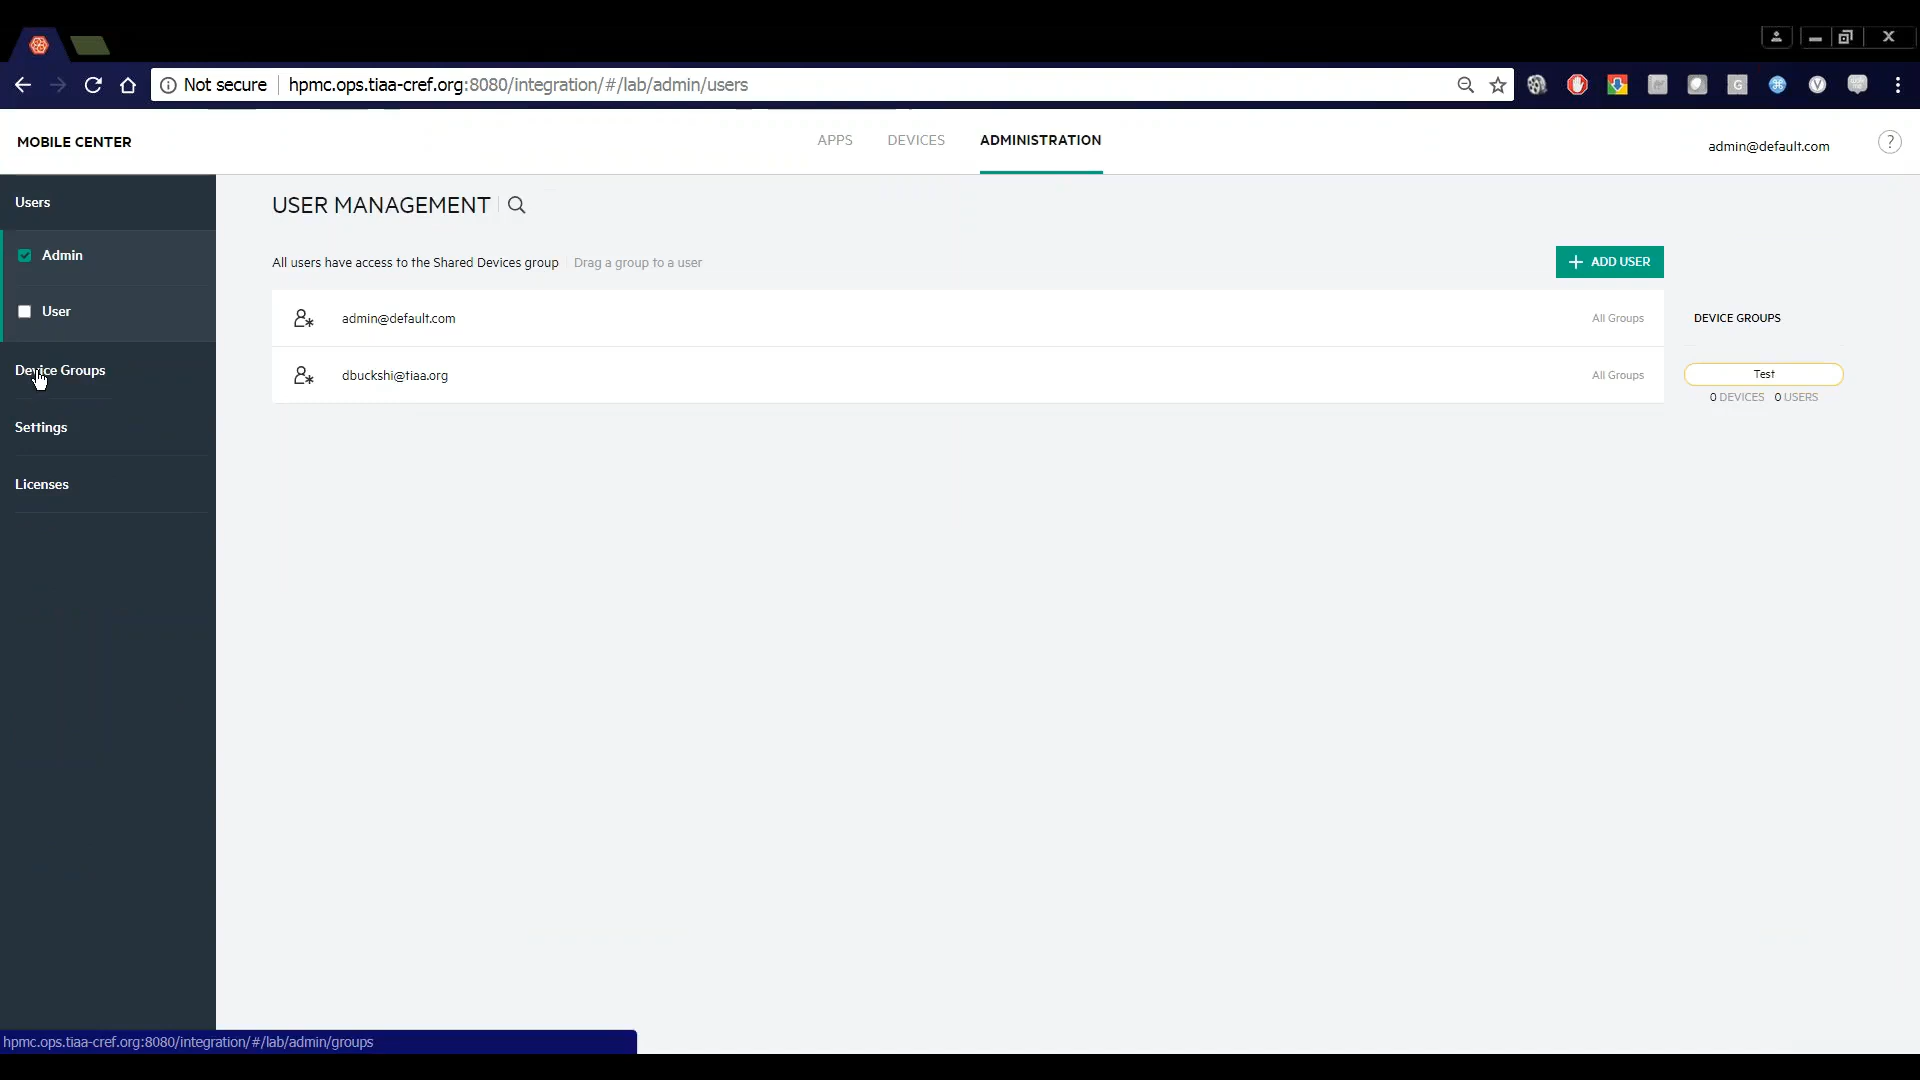 Not secure hpmc.ops.tiaa-cref.org:8080/integration/#/lab/admin/users
MOBILE CENTER
APPS DEVICES ADMINISTRATION
admin@default.com ?
Users
Admin
User
Device Groups
Settings
Licenses
USER MANAGEMENT
All users have access to the Shared Devices group Drag a group to a user
+ ADD USER
admin@default.com All Groups
dbuckshi@tiaa.org All Groups
DEVICE GROUPS
Test
0 DEVICES 0 USERS
hpmc.ops.tiaa-cref.org:8080/integration/#/lab/admin/groups